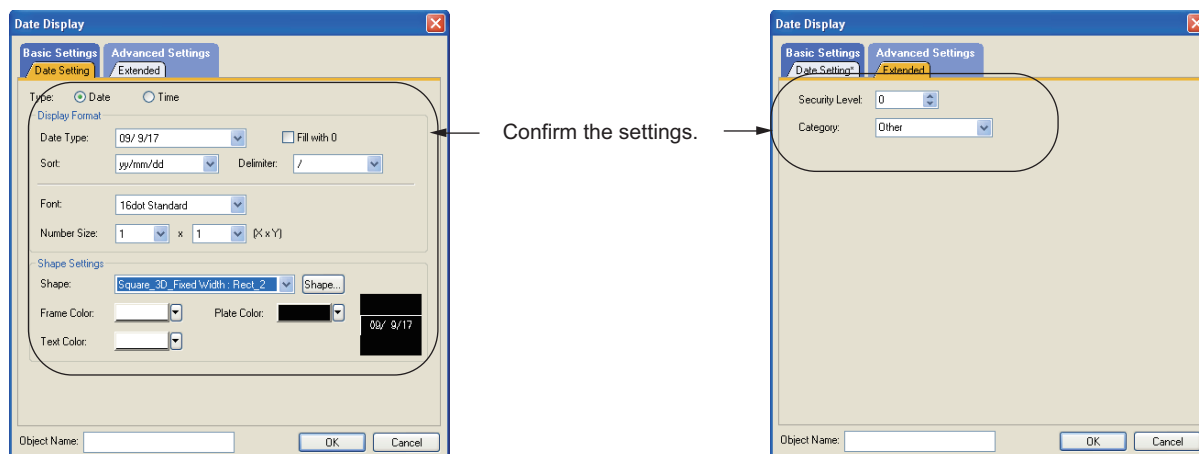 Date Display
Basic Settings Advanced Settings
Date Setting Extended
Type: Date Time
Display Format
Date Type: 09/ 9/17 Fill with 0
Sort: yy/mm/dd Delimiter: /
Font: 16dot Standard
Number Size: 1 x 1 (X x Y)
Shape Settings
Shape: Square_3D_Fixed Width : Rect_2 Shape...
Frame Color: Plate Color:
09/ 9/17
Text Color:
Object Name: OK Cancel
Confirm the settings.
Date Display
Basic Settings Advanced Settings
Date Setting* Extended
Security Level: 0
Category: Other
Object Name: OK Cancel